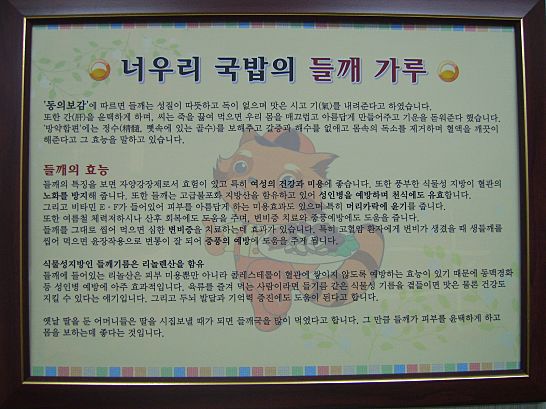 너우리 국밥의 들깨 가루
'동의보감'에 따르면 들깨는 성질이 따뜻하고 독이 없으며 맛은 시고 기(氣)를 내려준다고 하였습니다.
또한 간(肝)을 윤택하게 하며, 씨는 죽을 끓여 먹으면 우리 몸을 매끄럽고 아름답게 만들어주고 기운을 돋워준다 했습니다.
'방약합편'에는 정수(精髓, 뼛속에 있는 골수)를 보해주고 갈증과 해수를 없애고 몸속의 독소를 제거하며 혈액을 깨끗이
해준다고 그 효능을 말하고 있습니다.
들깨의 효능
들깨의 특징을 보면 자양강장제로서 효험이 있고 특히 여성의 건강과 미용에 좋습니다. 또한 풍부한 식물성 지방이 혈관의
노화를 방지해 줍니다. 또한 들깨는 고급불포화 지방산을 함유하고 있어 성인병을 예방하며 천식에도 유효합니다.
그리고 비타민 E · F가 들어있어 피부를 아름답게 하는 미용효과도 있으며 특히 머리카락에 윤기를 줍니다.
또한 여름철 체력저하시나 산후 회복에도 도움을 주며, 변비증 치료와 중풍예방에도 도움을 줍니다.
들깨를 그대로 씹어 먹으면 심한 변비증을 치료하는데 효과가 있습니다. 특히 고혈압 환자에게 변비가 생겼을 때 생들깨를
씹어 먹으면 윤장작용으로 변통이 잘 되어 중풍의 예방에 도움을 주게 됩니다.
식물성지방인 들깨기름은 리놀렌산을 함유
들깨에 들어있는 리놀산은 피부 미용뿐만 아니라 콜레스테롤이 혈관에 쌓이지 않도록 예방하는 효능이 있기 때문에 동맥경화
등 성인병 예방에 아주 효과적입니다. 육류를 즐겨 먹는 사람이라면 들기름 같은 식물성 기름을 곁들이면 맛은 물론 건강도
지킬 수 있다는 얘기입니다. 그리고 두뇌 발달과 기억력 증진에도 도움이 된다고 합니다.
옛날 딸을 둔 어머니들은 딸을 시집보낼 때가 되면 들깨국을 많이 먹였다고 합니다. 그 만큼 들깨가 피부를 윤택하게 하고
몸을 보하는데 좋다는 것입니다.